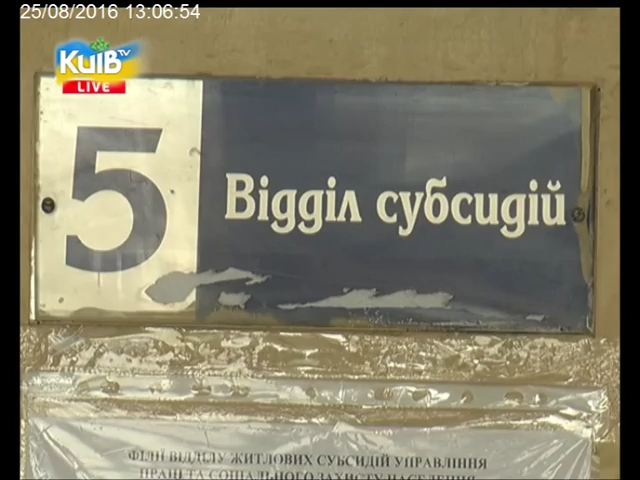 25/08/2016 13:06:54
КиЇВ TV
LIVE
5 Відділ субсидій
ФІЛІЇ ВІДДІЛУ ЖИТЛОВИХ СУБСИДІЙ УПРАВЛІННЯ
ПРАЦІ ТА СОЦІАЛЬНОГО ЗАХИСТУ НАСЕЛЕННЯ